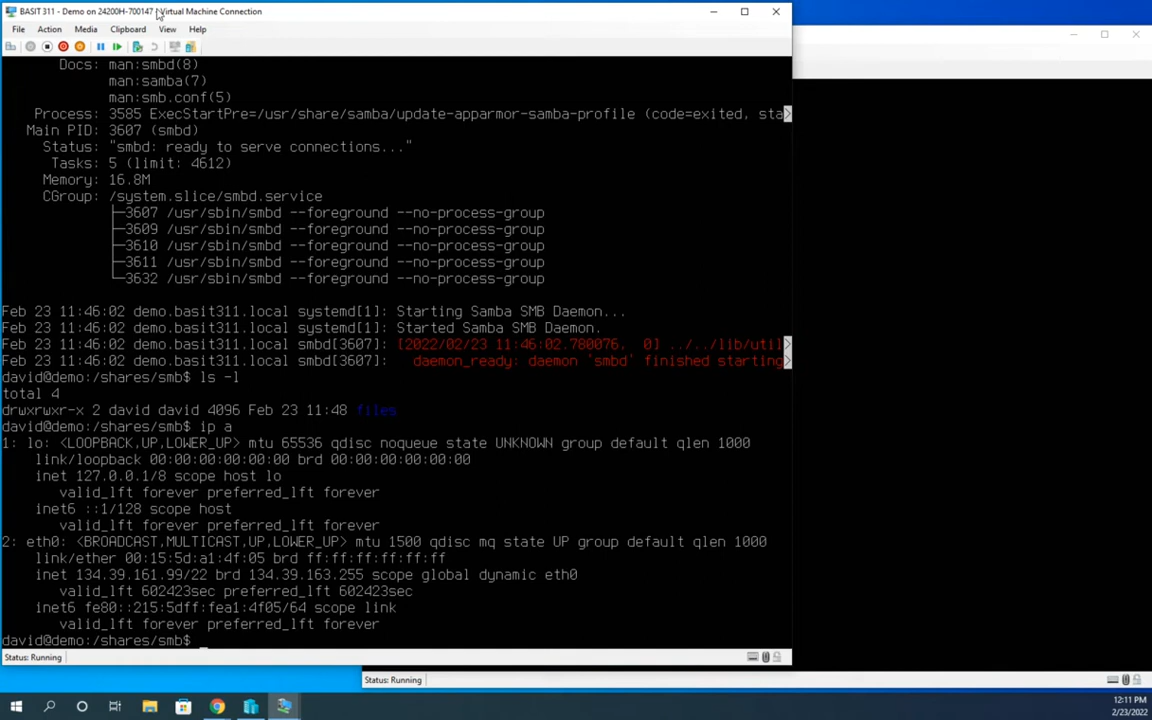 BASIT 311 - Demo on 24200H-700147 - Virtual Machine Connection
File Action Media Clipboard View Help
Docs: man:smbd(8)
man:samba(7)
man:smb.conf(5)
Process: 3585 ExecStartPre=/usr/share/samba/update-apparmor-samba-profile (code=exited, sta>
Main PID: 3607 (smbd)
Status: "smbd: ready to serve connections..."
Tasks: 5 (limit: 4612)
Memory: 16.8M
CGroup: /system.slice/smbd.service
├─3607 /usr/sbin/smbd --foreground --no-process-group
├─3609 /usr/sbin/smbd --foreground --no-process-group
├─3610 /usr/sbin/smbd --foreground --no-process-group
├─3611 /usr/sbin/smbd --foreground --no-process-group
└─3632 /usr/sbin/smbd --foreground --no-process-group
Feb 23 11:46:02 demo.basit311.local systemd[1]: Starting Samba SMB Daemon...
Feb 23 11:46:02 demo.basit311.local systemd[1]: Started Samba SMB Daemon.
Feb 23 11:46:02 demo.basit311.local smbd[3607]: [2022/02/23 11:46:02.780076, 0] ../../lib/util>
Feb 23 11:46:02 demo.basit311.local smbd[3607]: daemon_ready: daemon 'smbd' finished starting>
david@demo:/shares/smb$ ls -l
total 4
drwxrwxr-x 2 david david 4096 Feb 23 11:48 files
david@demo:/shares/smb$ ip a
1: lo: <LOOPBACK,UP,LOWER_UP> mtu 65536 qdisc noqueue state UNKNOWN group default qlen 1000
link/loopback 00:00:00:00:00:00 brd 00:00:00:00:00:00
inet 127.0.0.1/8 scope host lo
valid_lft forever preferred_lft forever
inet6 ::1/128 scope host
valid_lft forever preferred_lft forever
2: eth0: <BROADCAST,MULTICAST,UP,LOWER_UP> mtu 1500 qdisc mq state UP group default qlen 1000
link/ether 00:15:5d:a1:4f:05 brd ff:ff:ff:ff:ff:ff
inet 134.39.161.99/22 brd 134.39.163.255 scope global dynamic eth0
valid_lft 602423sec preferred_lft 602423sec
inet6 fe80::215:5dff:fea1:4f05/64 scope link
valid_lft forever preferred_lft forever
david@demo:/shares/smb$ _
Status: Running
Status: Running
12:11 PM
2/23/2022